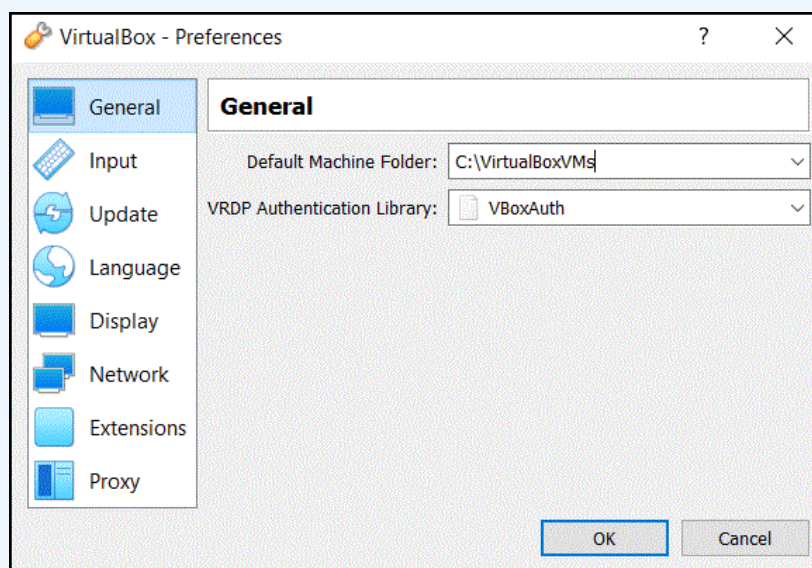 VirtualBox - Preferences
?
General
Input
Update
Language
Display
Network
Extensions
Proxy
General
Default Machine Folder: C:\VirtualBoxVMs
VRDP Authentication Library: VBoxAuth
OK Cancel